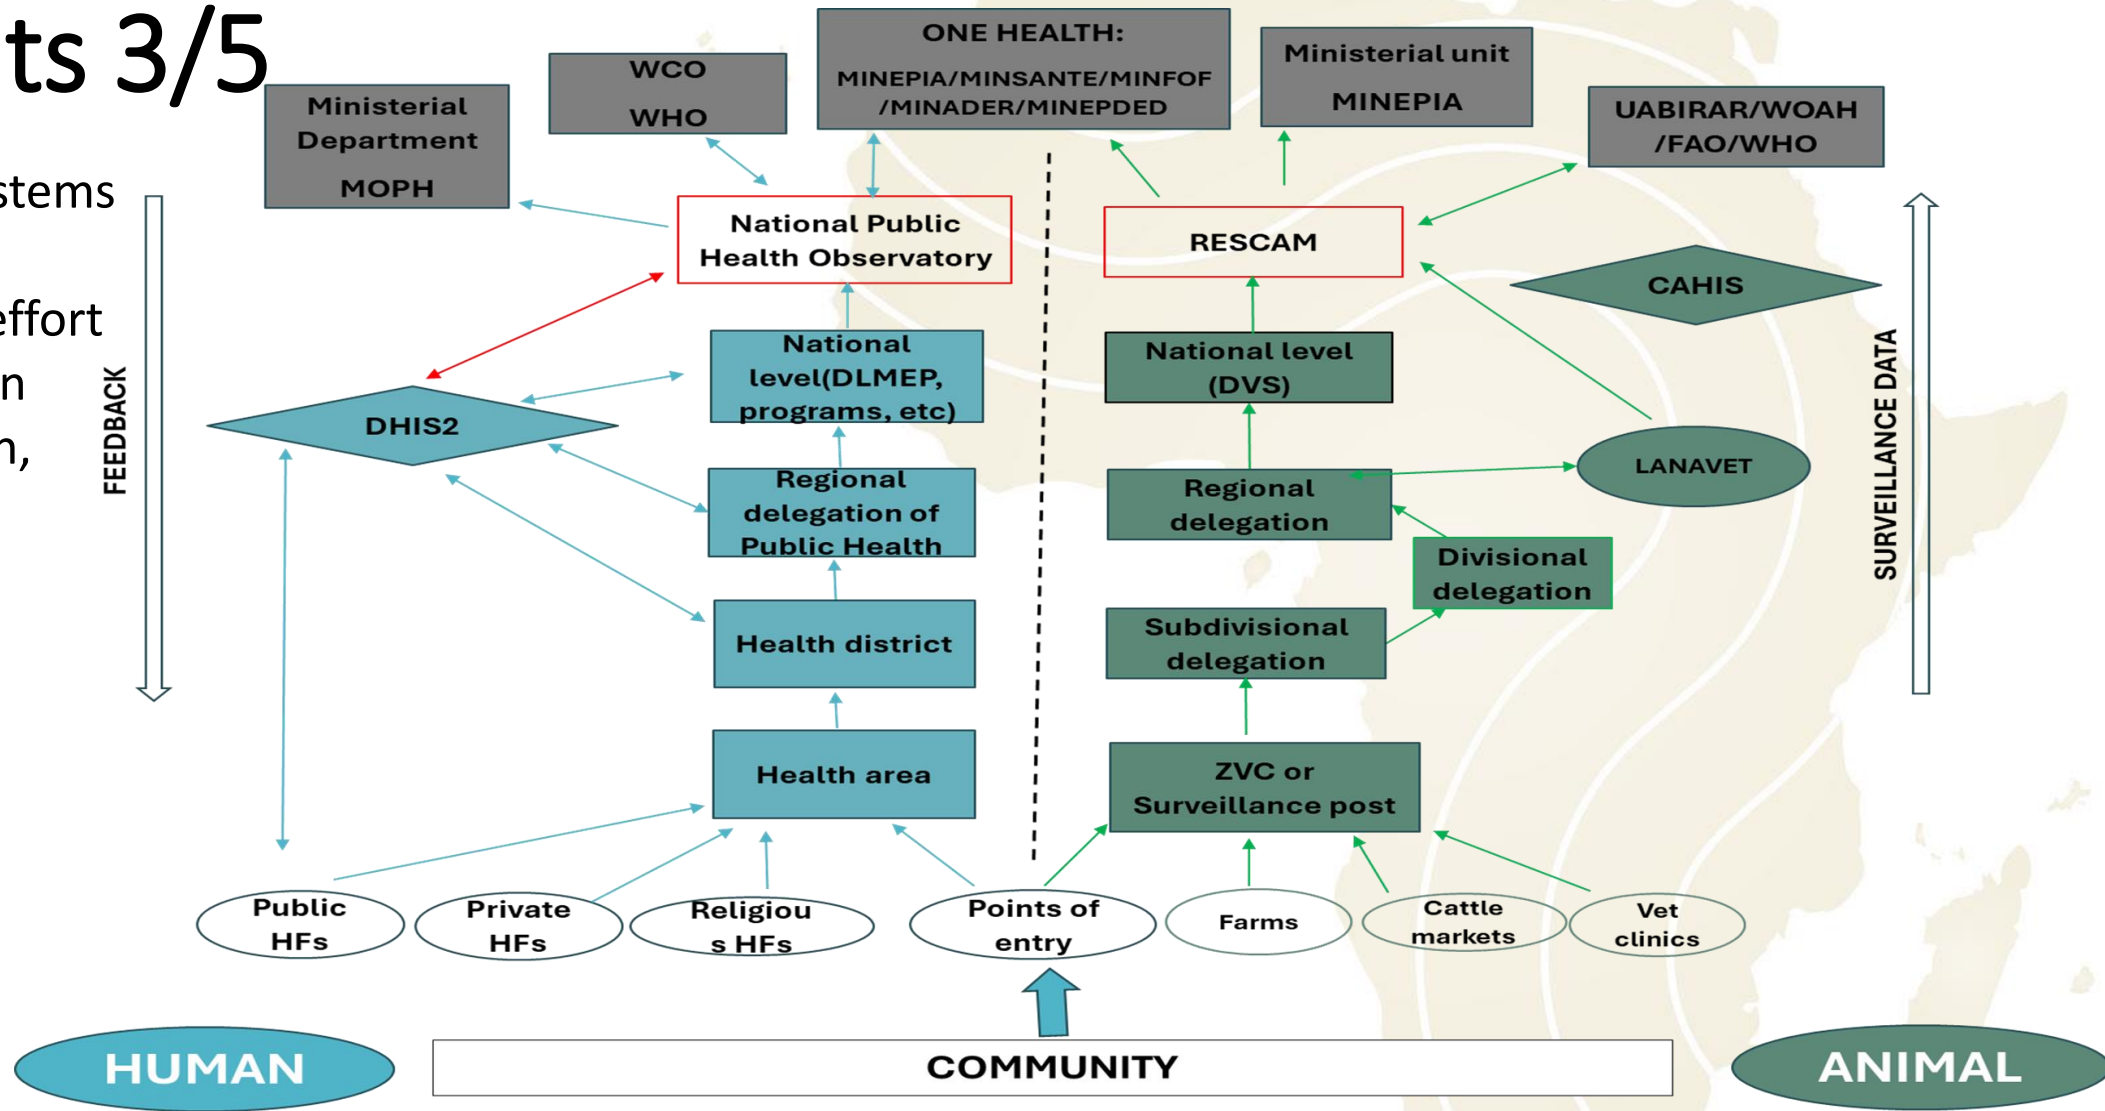 ts 3/5
stems
effort
n
n,
FEEDBACK
Ministerial
Department
MOPH
WCO
WHO
ONE HEALTH:
MINEPIA/MINSANTE/MINFOF
/MINADER/MINEPDED
Ministerial unit
MINEPIA
UABIRAR/WOAH
/FAO/WHO
National Public
Health Observatory
RESCAM
CAHIS
National
level(DLMEP,
programs, etc)
National level
(DVS)
DHIS2
LANAVET
SURVEILLANCE DATA
Regional
delegation of
Public Health
Regional
delegation
Divisional
delegation
Health district
Subdivisional
delegation
Health area
ZVC or
Surveillance post
Public
HFs
Private
HFs
Religiou
s HFs
Points of
entry
Farms
Cattle
markets
Vet
clinics
HUMAN
COMMUNITY
ANIMAL